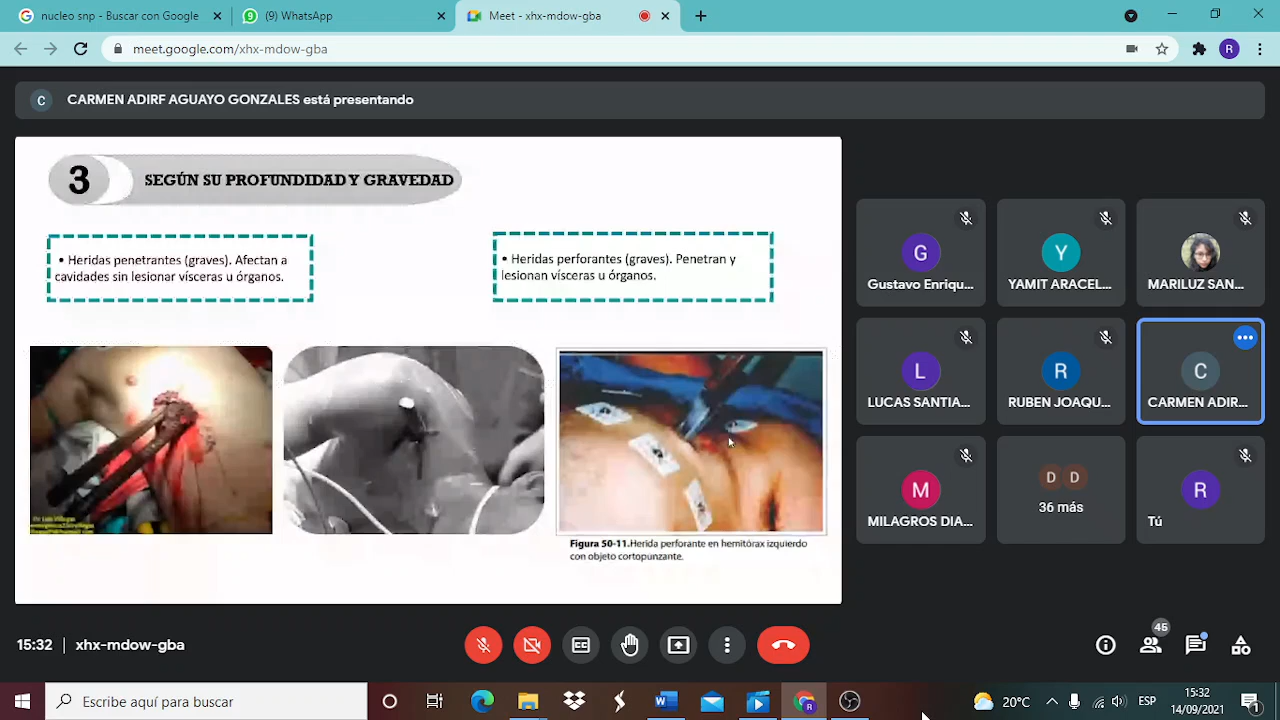 nucleo snp - Buscar con Google
(9) WhatsApp
Meet - xhx-mdow-gba
meet.google.com/xhx-mdow-gba
R
C CARMEN ADIRF AGUAYO GONZALES está presentando
3 SEGÚN SU PROFUNDIDAD Y GRAVEDAD
• Heridas penetrantes (graves). Afectan a
cavidades sin lesionar vísceras u órganos.
• Heridas perforantes (graves). Penetran y
lesionan vísceras u órganos.
Figura 50-11.Herida perforante en hemitórax izquierdo
con objeto cortopunzante.
G
Gustavo Enriqu...
Y
YAMIT ARACEL...
MARILUZ SAN...
L
LUCAS SANTIA...
R
RUBEN JOAQU...
C
CARMEN ADIR...
M
MILAGROS DIA...
D D
36 más
R
Tú
15:32 | xhx-mdow-gba
45
Escribe aquí para buscar
20°C
ESP
15:32
14/09/2021
1